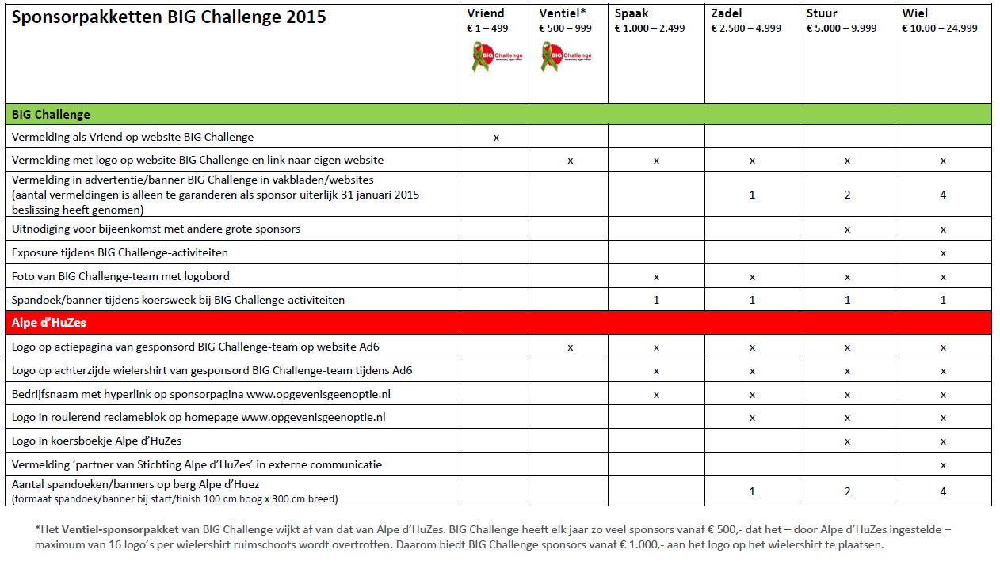 Sponsorpakketten BIG Challenge 2015 Vriend Ventiel* Spaak Zadel Stuur Wiel
€ 1 – 499 € 500 – 999 € 1.000 – 2.499 € 2.500 – 4.999 € 5.000 – 9.999 € 10.00 – 24.999
BIG Challenge BIG Challenge
BIG Challenge
Vermelding als Vriend op website BIG Challenge x
Vermelding met logo op website BIG Challenge en link naar eigen website x x x x x
Vermelding in advertentie/banner BIG Challenge in vakbladen/websites
(aantal vermeldingen is alleen te garanderen als sponsor uiterlijk 31 januari 2015 1 2 4
beslissing heeft genomen)
Uitnodiging voor bijeenkomst met andere grote sponsors x x
Exposure tijdens BIG Challenge-activiteiten x
Foto van BIG Challenge-team met logobord x x x x
Spandoek/banner tijdens koersweek bij BIG Challenge-activiteiten 1 1 1 1
Alpe d’HuZes
Logo op actiepagina van gesponsord BIG Challenge-team op website Ad6 x x x x x
Logo op achterzijde wielershirt van gesponsord BIG Challenge-team tijdens Ad6 x x x x
Bedrijfsnaam met hyperlink op sponsorpagina www.opgevenisgeenoptie.nl x x x x
Logo in roulerend reclameblok op homepage www.opgevenisgeenoptie.nl x x x
Logo in koersboekje Alpe d’HuZes x x
Vermelding ‘partner van Stichting Alpe d’HuZes’ in externe communicatie x
Aantal spandoeken/banners op berg Alpe d’Huez 1 2 4
(formaat spandoek/banner bij start/finish 100 cm hoog x 300 cm breed)
*Het Ventiel-sponsorpakket van BIG Challenge wijkt af van dat van Alpe d’HuZes. BIG Challenge heeft elk jaar zo veel sponsors vanaf € 500,- dat het – door Alpe d’HuZes ingestelde –
maximum van 16 logo’s per wielershirt ruimschoots wordt overtroffen. Daarom biedt BIG Challenge sponsors vanaf € 1.000,- aan het logo op het wielershirt te plaatsen.